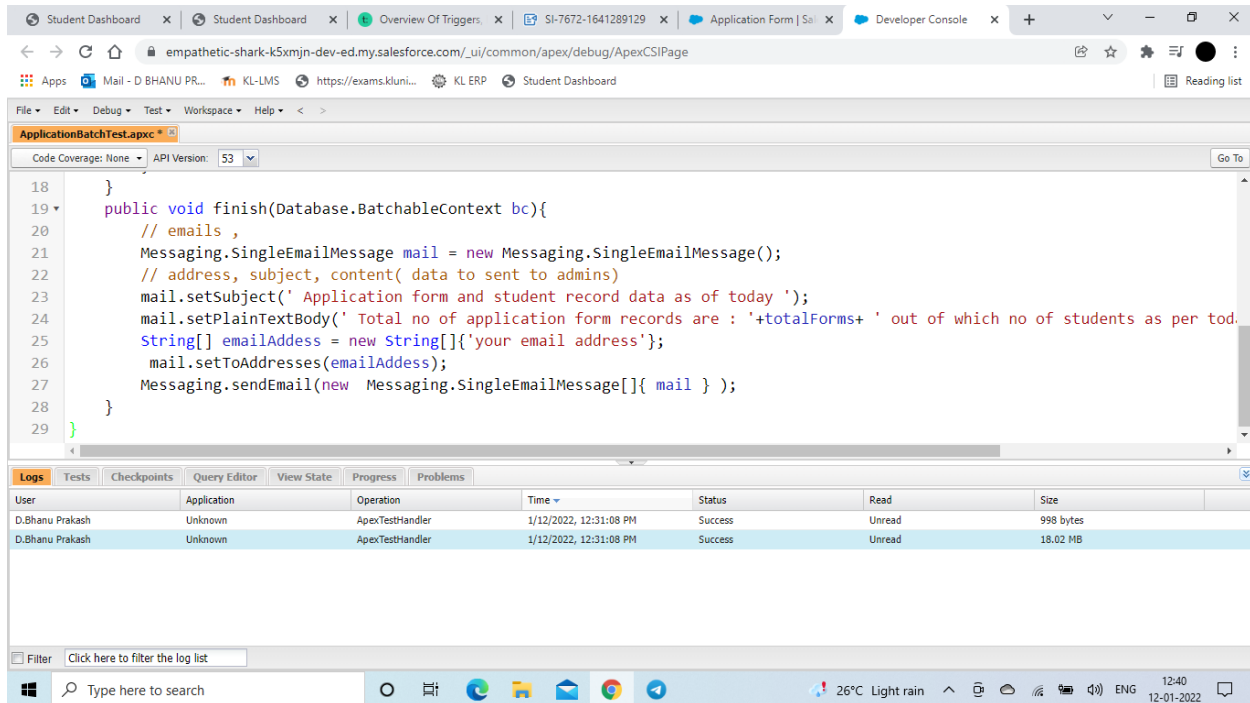 Student Dashboard Student Dashboard Overview Of Triggers, SI-7672-1641289129 Application Form | Sal Developer Console
empathetic-shark-k5xmjn-dev-ed.my.salesforce.com/_ui/common/apex/debug/ApexCSIPage
Apps Mail - D BHANU PR... KL-LMS https://exams.kluni... KL ERP Student Dashboard Reading list
File Edit Debug Test Workspace Help < >
ApplicationBatchTest.apxc *
Code Coverage: None API Version: 53 Go To
18 }
19 public void finish(Database.BatchableContext bc){
20 // emails ,
21 Messaging.SingleEmailMessage mail = new Messaging.SingleEmailMessage();
22 // address, subject, content( data to sent to admins)
23 mail.setSubject(' Application form and student record data as of today ');
24 mail.setPlainTextBody(' Total no of application form records are : '+totalForms+ ' out of which no of students as per tod
25 String[] emailAddess = new String[]{'your email address'};
26 mail.setToAddresses(emailAddess);
27 Messaging.sendEmail(new Messaging.SingleEmailMessage[]{ mail } );
28 }
29 }
Logs Tests Checkpoints Query Editor View State Progress Problems
User Application Operation Time Status Read Size
D.Bhanu Prakash Unknown ApexTestHandler 1/12/2022, 12:31:08 PM Success Unread 998 bytes
D.Bhanu Prakash Unknown ApexTestHandler 1/12/2022, 12:31:08 PM Success Unread 18.02 MB
Filter Click here to filter the log list
Type here to search 26°C Light rain ENG 12:40
12-01-2022